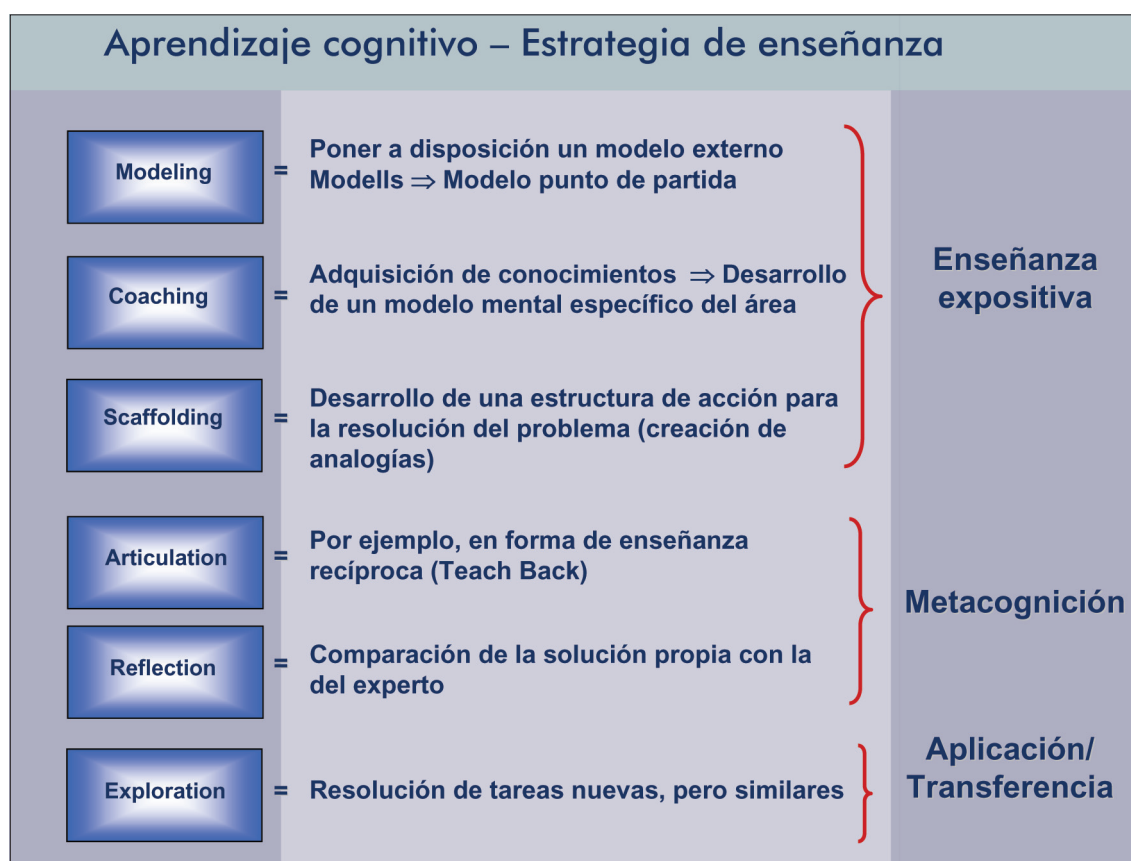 Aprendizaje cognitivo – Estrategia de enseñanza
Modeling
=
Poner a disposición un modelo externo
Modells ⇒ Modelo punto de partida
Coaching
=
Adquisición de conocimientos ⇒ Desarrollo
de un modelo mental específico del área
Scaffolding
=
Desarrollo de una estructura de acción para
la resolución del problema (creación de
analogías)
Enseñanza
expositiva
Articulation
=
Por ejemplo, en forma de enseñanza
recíproca (Teach Back)
Reflection
=
Comparación de la solución propia con la
del experto
Metacognición
Exploration
=
Resolución de tareas nuevas, pero similares
Aplicación/
Transferencia